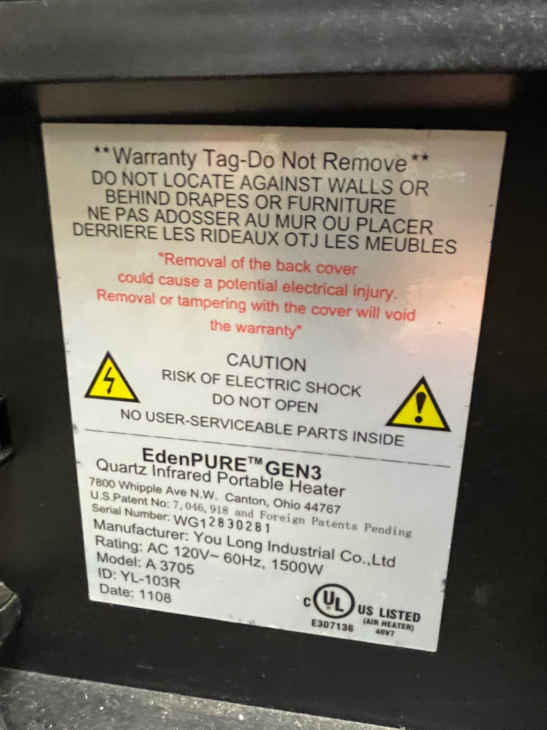 **Warranty Tag-Do Not Remove**
DO NOT LOCATE AGAINST WALLS OR
BEHIND DRAPES OR FURNITURE
NE PAS ADOSSER AU MUR OU PLACER
DERRIERE LES RIDEAUX OTJ LES MEUBLES
"Removal of the back cover
could cause a potential electrical injury.
Removal or tampering with the cover will void
the warranty"
CAUTION
RISK OF ELECTRIC SHOCK
DO NOT OPEN
NO USER-SERVICEABLE PARTS INSIDE
EdenPURE™ GEN3
Quartz Infrared Portable Heater
7800 Whipple Ave N.W. Canton, Ohio 44767
U.S.Patent No: 7,046,918 and Foreign Patents Pending
Serial Number: WG12830281
Manufacturer: You Long Industrial Co.,Ltd
Rating: AC 120V~ 60Hz, 1500W
Model: A 3705
ID: YL-103R
Date: 1108
C UL US LISTED
(AIR HEATER)
E307136 46V7